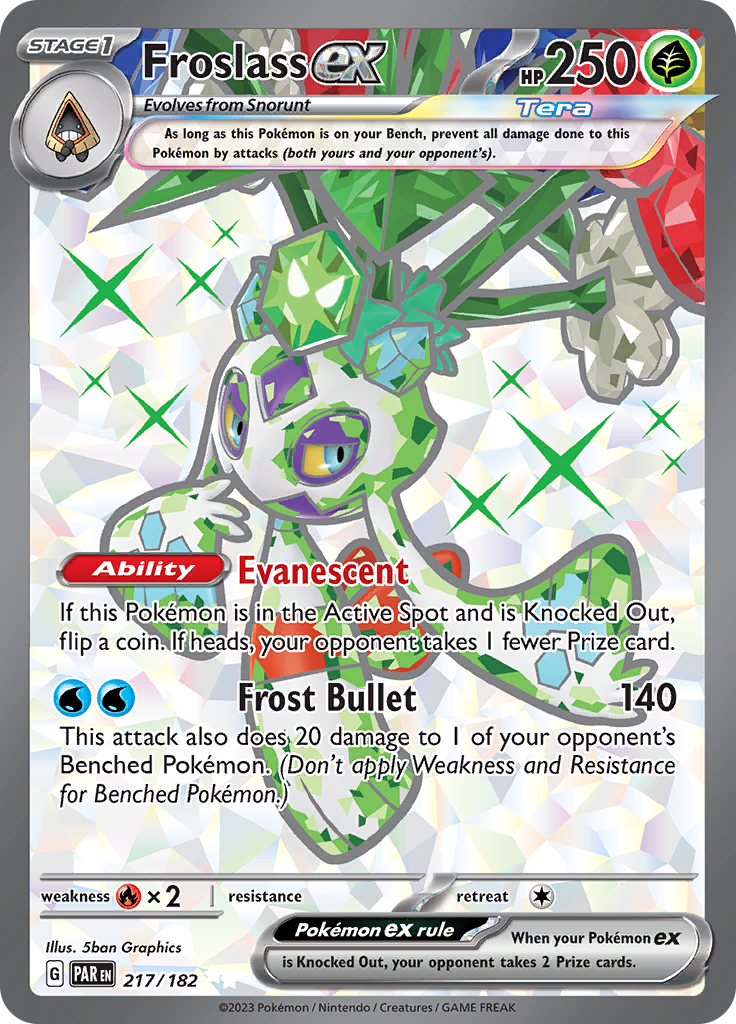 STAGE1
Froslass ex
HP 250
Evolves from Snorunt
Tera
As long as this Pokémon is on your Bench, prevent all damage done to this
Pokémon by attacks (both yours and your opponent's).
Ability Evanescent
If this Pokémon is in the Active Spot and is Knocked Out,
flip a coin. If heads, your opponent takes 1 fewer Prize card.
Frost Bullet 140
This attack also does 20 damage to 1 of your opponent's
Benched Pokémon. (Don't apply Weakness and Resistance
for Benched Pokémon.)
weakness ×2 resistance retreat
Pokémon ex rule When your Pokémon ex
is Knocked Out, your opponent takes 2 Prize cards.
Illus. 5ban Graphics
G PAR EN 217/182
©2023 Pokémon / Nintendo / Creatures / GAME FREAK